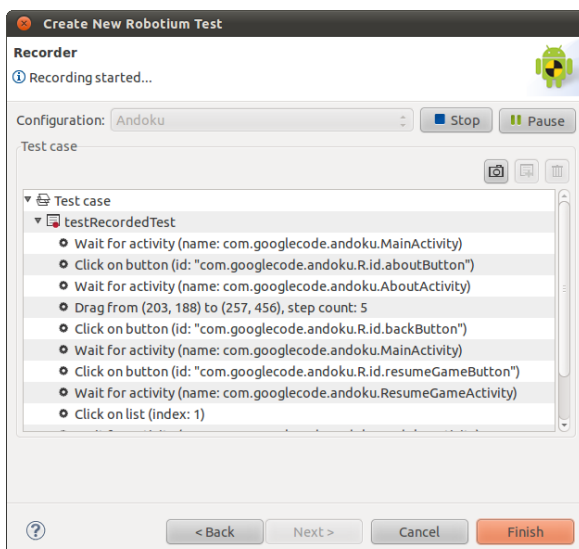 Create New Robotium Test
Recorder
Recording started...
Configuration: Andoku Stop Pause
Test case
Test case
testRecordedTest
Wait for activity (name: com.googlecode.andoku.MainActivity)
Click on button (id: "com.googlecode.andoku.R.id.aboutButton")
Wait for activity (name: com.googlecode.andoku.AboutActivity)
Drag from (203, 188) to (257, 456), step count: 5
Click on button (id: "com.googlecode.andoku.R.id.backButton")
Wait for activity (name: com.googlecode.andoku.MainActivity)
Click on button (id: "com.googlecode.andoku.R.id.resumeGameButton")
Wait for activity (name: com.googlecode.andoku.ResumeGameActivity)
Click on list (index: 1)
? < Back Next > Cancel Finish